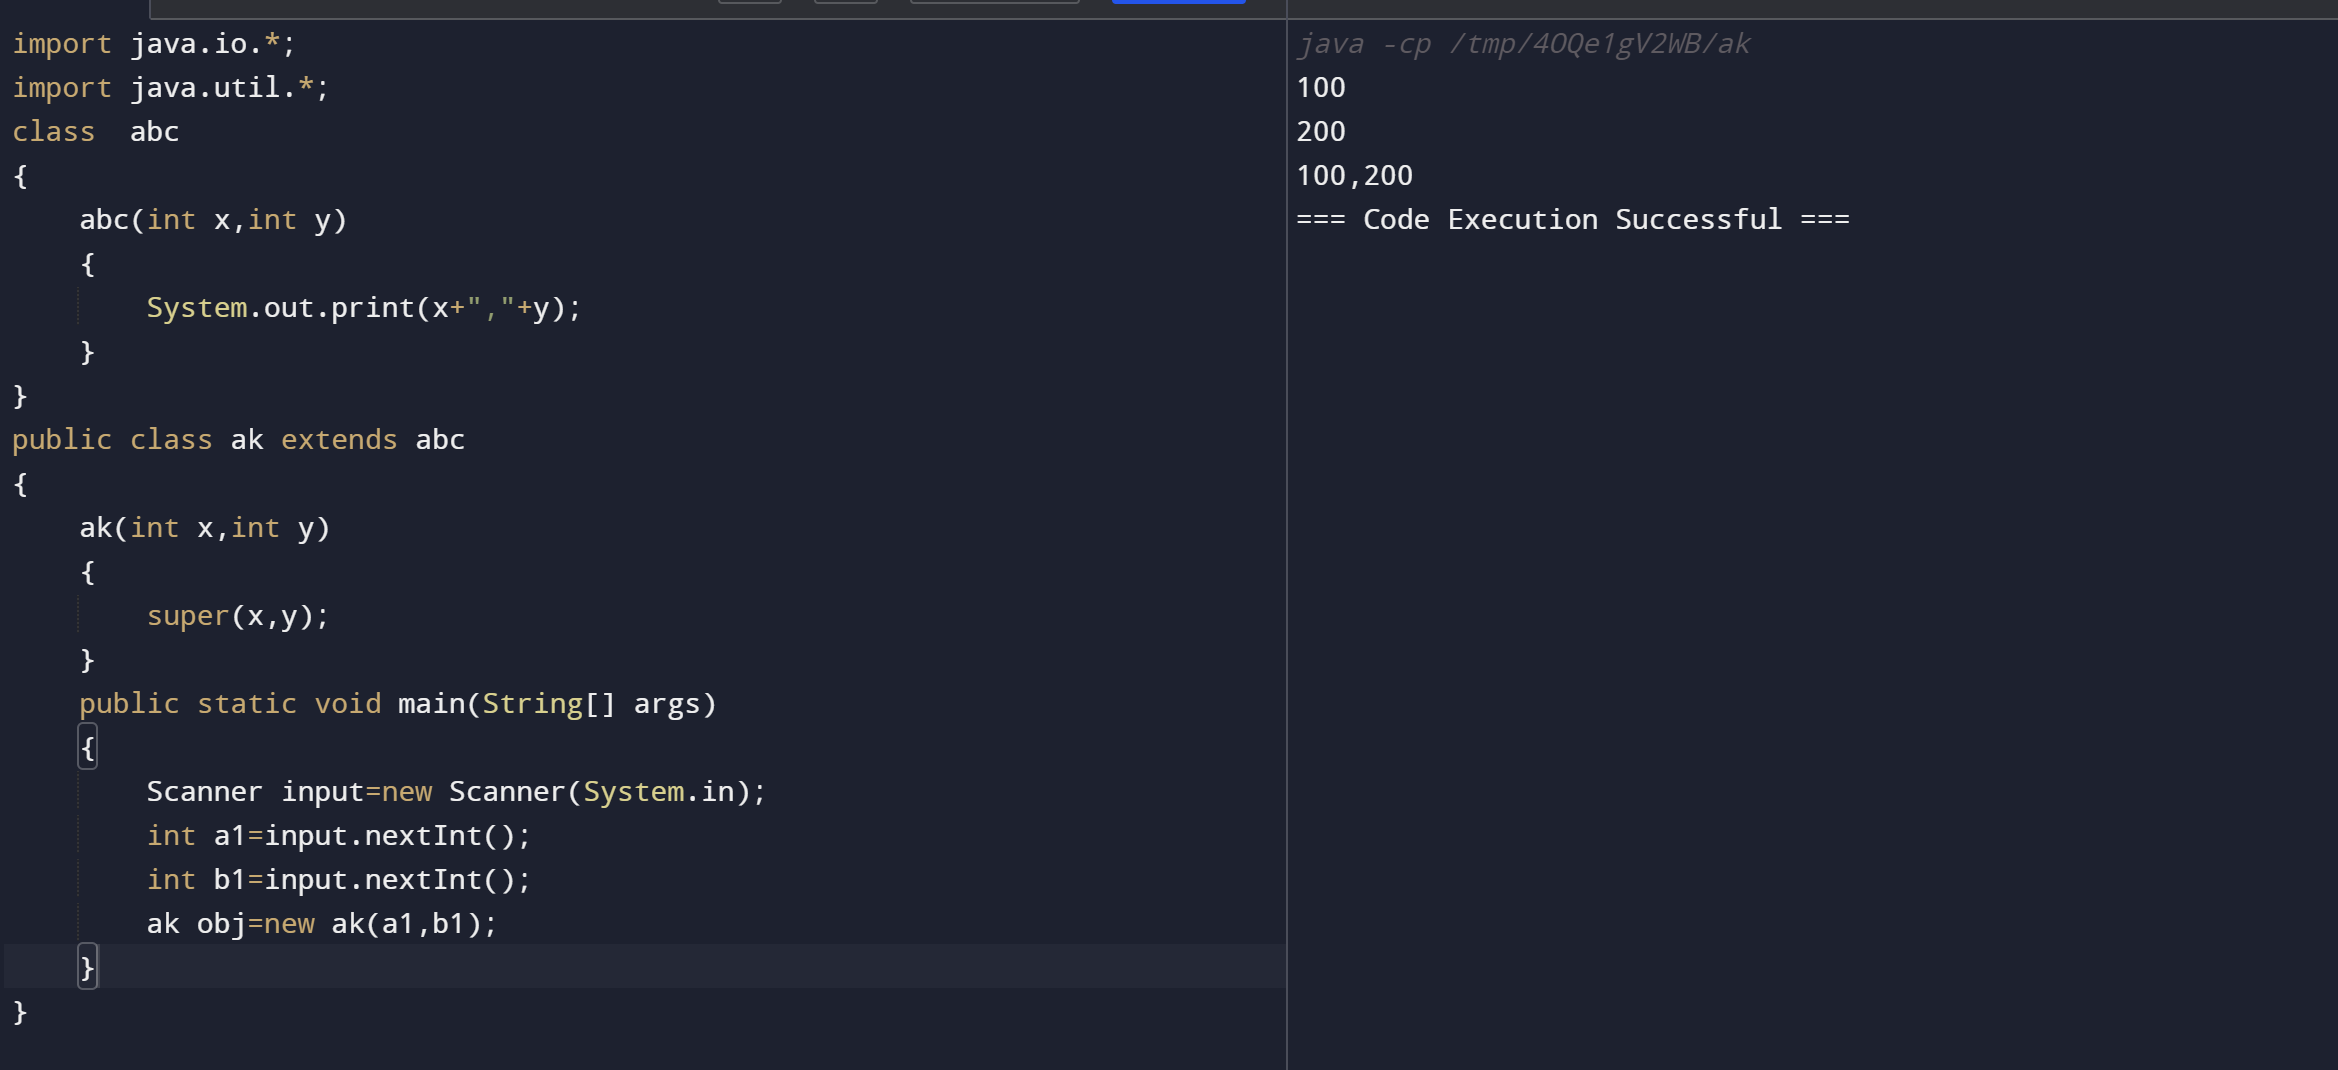 import java.io.*;
import java.util.*;
class  abc
{
    abc(int x,int y)
    {
        System.out.print(x+","+y);
    }
}
public class ak extends abc
{
    ak(int x,int y)
    {
        super(x,y);
    }
    public static void main(String[] args)
    {
        Scanner input=new Scanner(System.in);
        int a1=input.nextInt();
        int b1=input.nextInt();
        ak obj=new ak(a1,b1);
    }
}
java -cp /tmp/4OQe1gV2WB/ak
100
200
100,200
=== Code Execution Successful ===